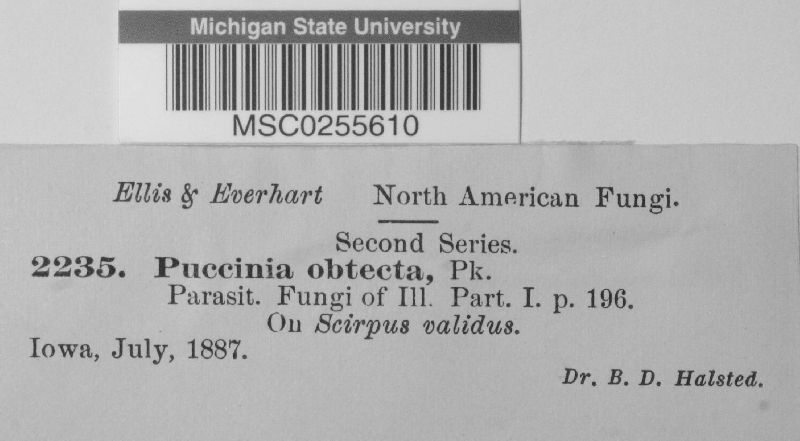 Michigan State University
MSC0255610
Ellis & Everhart North American Fungi.
Second Series.
2235. Puccinia obtecta, Pk.
Parasit. Fungi of Ill. Part. I. p. 196.
On Scirpus validus.
Iowa, July, 1887.
Dr. B. D. Halsted.